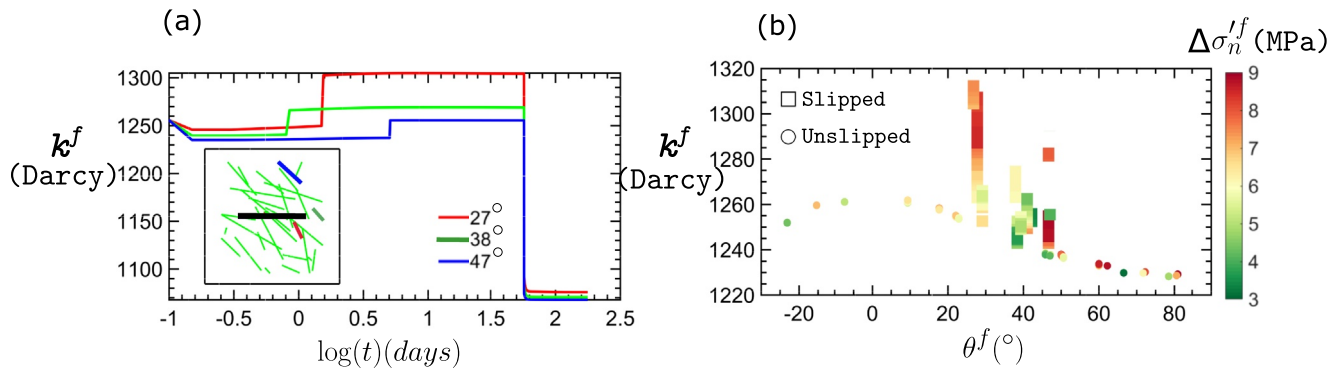 (a)
1300
1250
1200
1150
1100
k^f
(Darcy)
27°
38°
47°
-1 -0.5 0 0.5 1 1.5 2 2.5
log(t)(days)
(b)
Δσ'^f_n (MPa)
1320
1300
1280
1260
1240
1220
k^f
(Darcy)
Slipped
Unslipped
-20 0 20 40 60 80
θ^f(°)
9
8
7
6
5
4
3